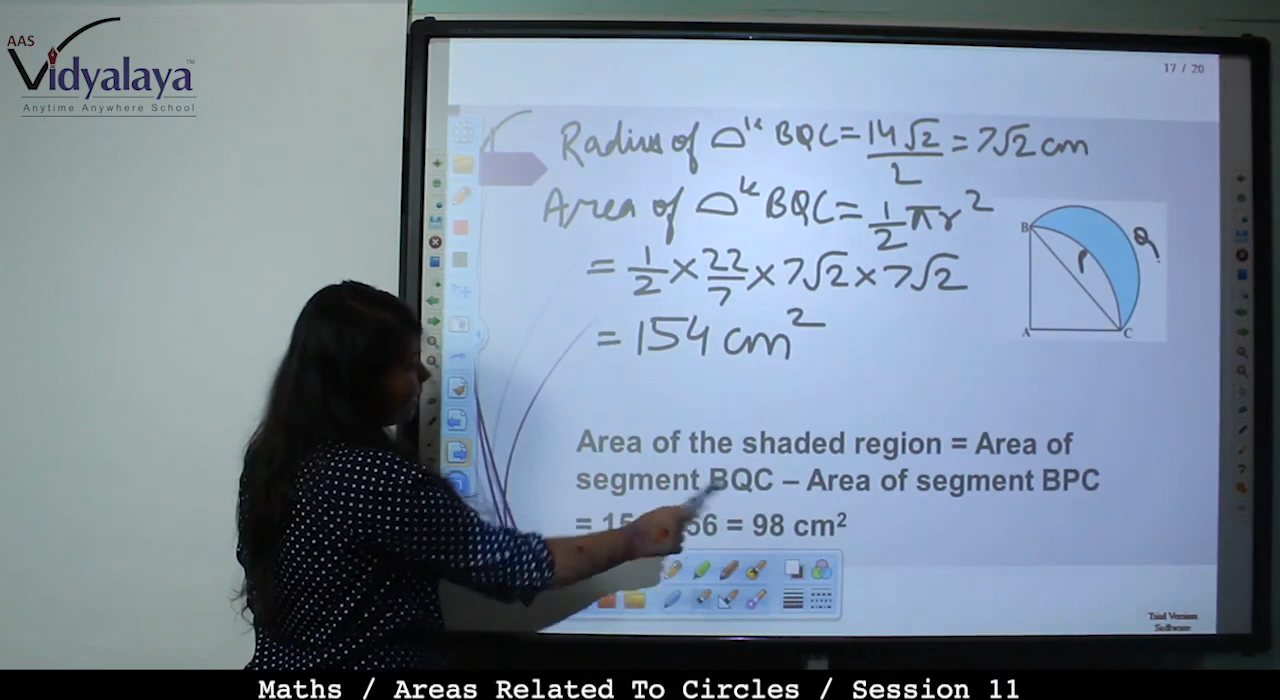 AAS
Vidyalaya™
Anytime Anywhere School
17 / 20
Radius of BQC = 14√2/2 = 7√2 cm
Area of BQC = 1/2 πr²
= 1/2 × 22/7 × 7√2 × 7√2
= 154 cm²
B
Q
P
A
C
Area of the shaded region = Area of
segment BQC – Area of segment BPC
= 56 = 98 cm²
Trial Version
Software
Maths / Areas Related To Circles / Session 11